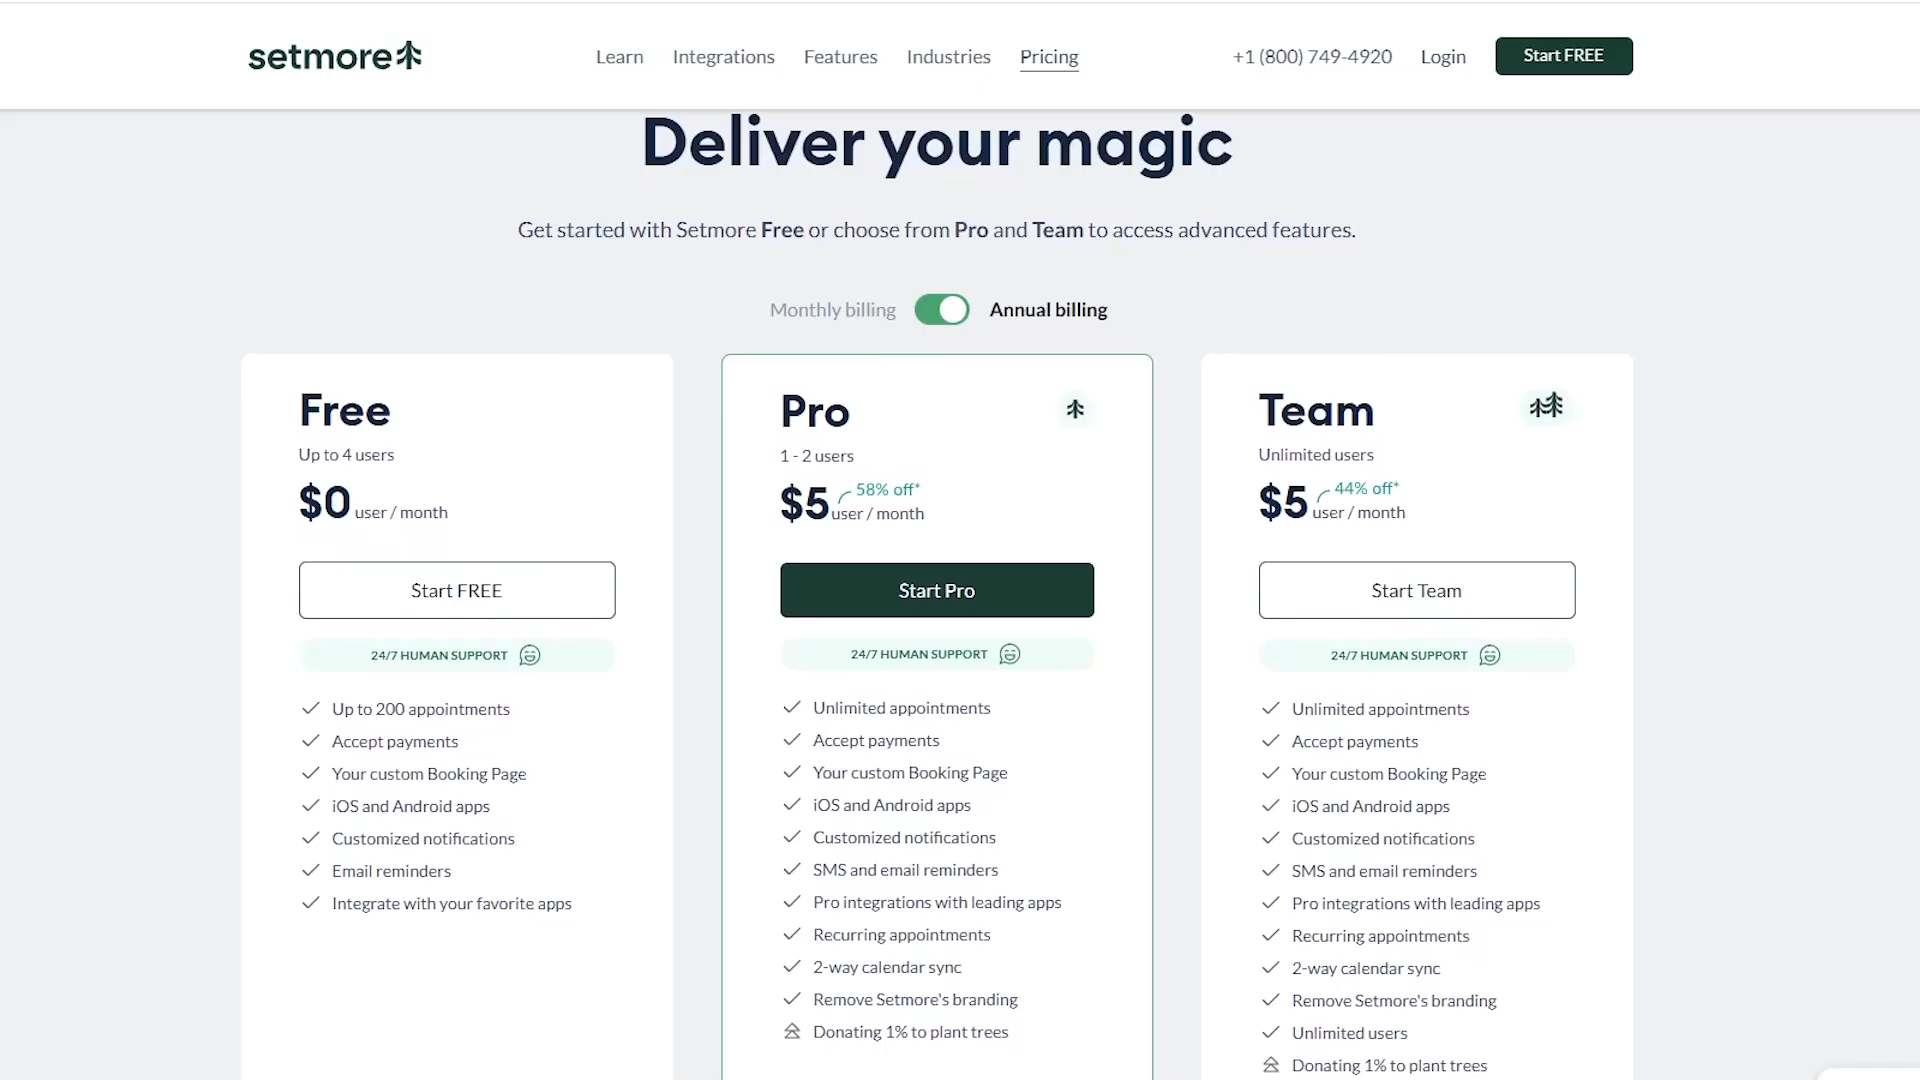 setmore
Learn
Integrations
Features
Industries
Pricing
+1 (800) 749-4920
Login
Start FREE
Deliver your magic
Get started with Setmore Free or choose from Pro and Team to access advanced features.
Monthly billing
Annual billing
Free
Up to 4 users
$0 user / month
Start FREE
24/7 HUMAN SUPPORT
Up to 200 appointments
Accept payments
Your custom Booking Page
iOS and Android apps
Customized notifications
Email reminders
Integrate with your favorite apps
Pro
1 - 2 users
58% off*
$5 user / month
Start Pro
24/7 HUMAN SUPPORT
Unlimited appointments
Accept payments
Your custom Booking Page
iOS and Android apps
Customized notifications
SMS and email reminders
Pro integrations with leading apps
Recurring appointments
2-way calendar sync
Remove Setmore's branding
Donating 1% to plant trees
Team
Unlimited users
44% off*
$5 user / month
Start Team
24/7 HUMAN SUPPORT
Unlimited appointments
Accept payments
Your custom Booking Page
iOS and Android apps
Customized notifications
SMS and email reminders
Pro integrations with leading apps
Recurring appointments
2-way calendar sync
Remove Setmore's branding
Unlimited users
Donating 1% to plant trees